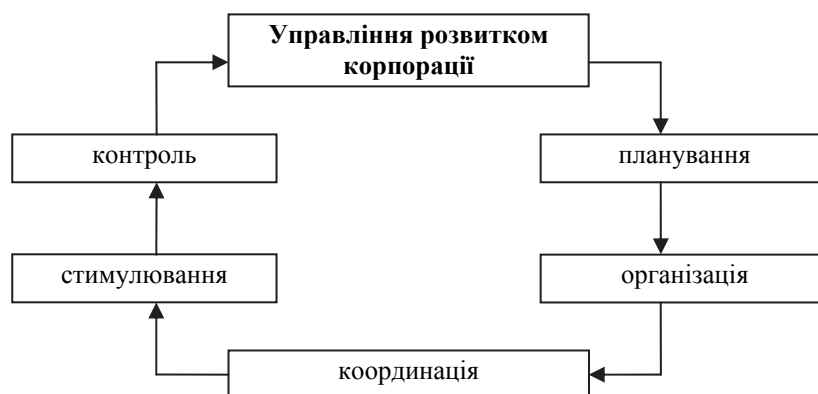 Управління розвитком
корпорації
контроль
планування
стимулювання
організація
координація